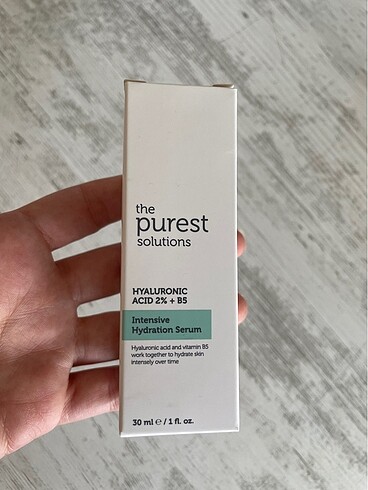 the
purest
solutions
HYALURONIC
ACID 2% + B5
Intensive
Hydration Serum
Hyaluronic acid and vitamin B5
work together to hydrate skin
intensely over time
30 ml ℮ / 1 fl. oz.